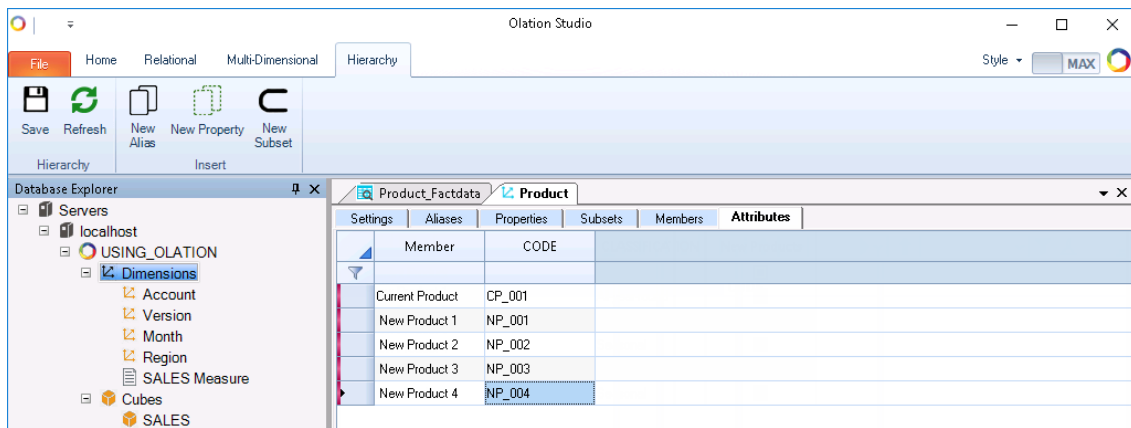 Olation Studio
File Home Relational Multi-Dimensional Hierarchy Style MAX
Save Refresh New Alias New Property New Subset
Hierarchy Insert
Database Explorer
Servers
localhost
USING_OLATION
Dimensions
Account
Version
Month
Region
SALES Measure
Cubes
SALES
Product_Factdata Product
Settings Aliases Properties Subsets Members Attributes
Member CODE
Current Product CP_001
New Product 1 NP_001
New Product 2 NP_002
New Product 3 NP_003
New Product 4 NP_004